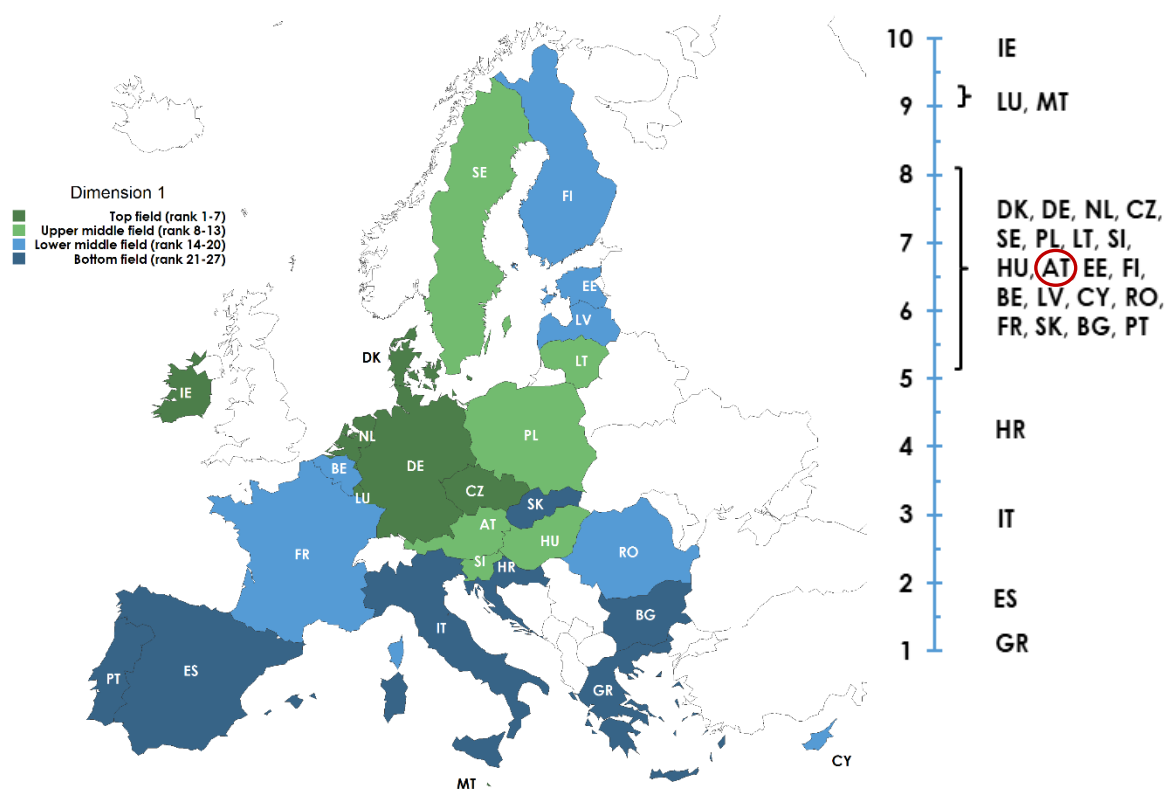 Dimension 1
Top field (rank 1-7)
Upper middle field (rank 8-13)
Lower middle field (rank 14-20)
Bottom field (rank 21-27)
SE
FI
EE
LV
LT
DK
IE
NL
PL
BE
DE
LU
CZ
SK
AT
HU
FR
SI
HR
RO
BG
IT
PT
ES
GR
MT
CY
10
9
8
7
6
5
4
3
2
1
IE
LU, MT
DK, DE, NL, CZ,
SE, PL, LT, SI,
HU, AT EE, FI,
BE, LV, CY, RO,
FR, SK, BG, PT
HR
IT
ES
GR